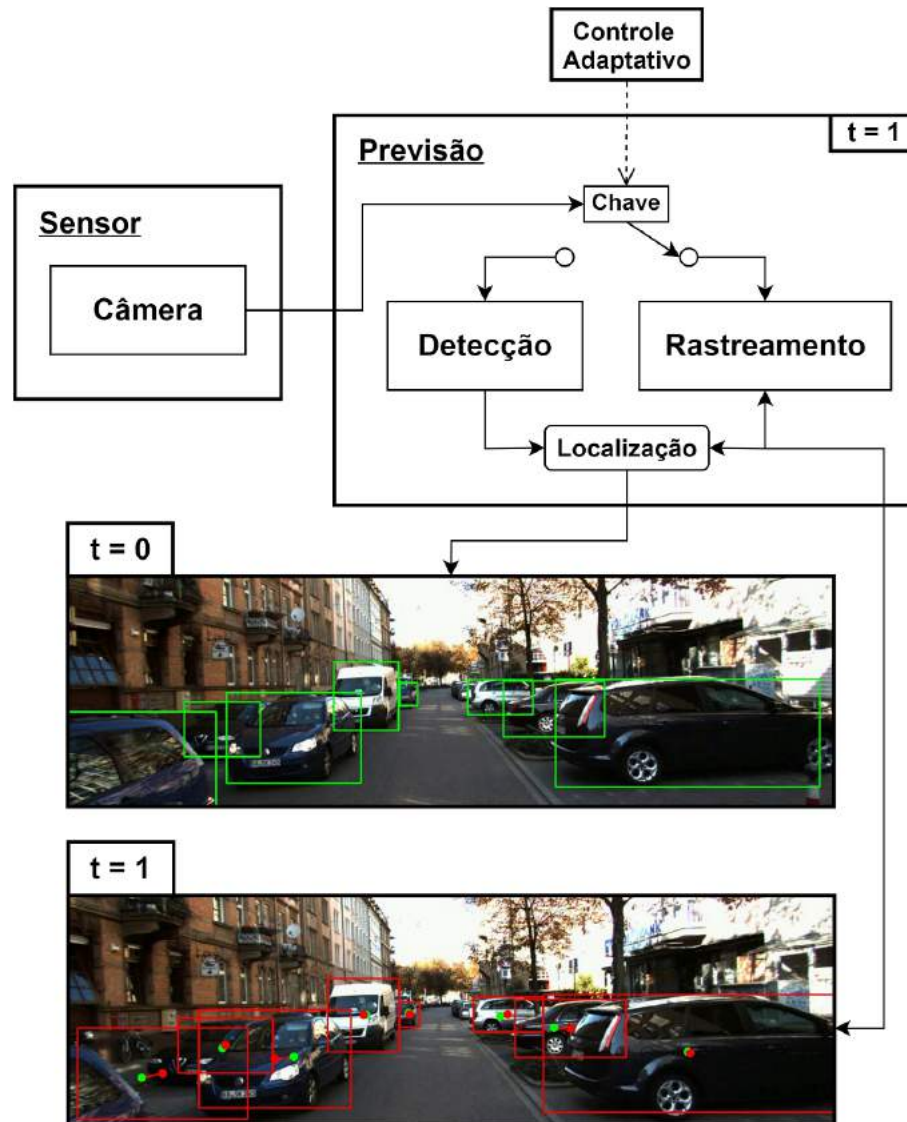 Controle
Adaptativo
t = 1
Previsão
Chave
Sensor
Câmera
Detecção
Rastreamento
Localização
t = 0
t = 1